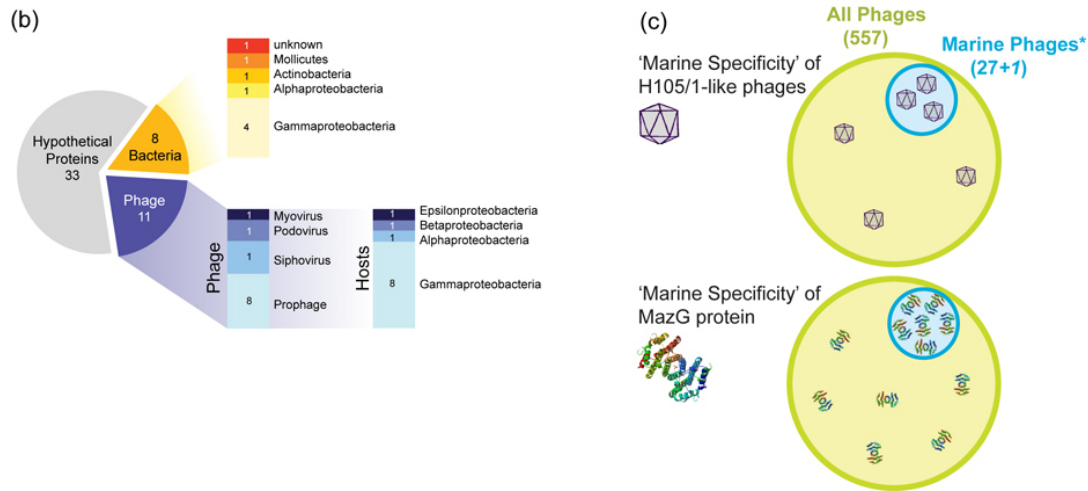 (b)
Hypothetical
Proteins
33
8
Bacteria
Phage
11
1 unknown
1 Mollicutes
1 Actinobacteria
1 Alphaproteobacteria
4 Gammaproteobacteria
Phage
1 Myovirus
1 Podovirus
1 Siphovirus
8 Prophage
Hosts
1 Epsilonproteobacteria
1 Betaproteobacteria
1 Alphaproteobacteria
8 Gammaproteobacteria
(c)
All Phages
(557)
Marine Phages*
(27+1)
‘Marine Specificity’ of
H105/1-like phages
‘Marine Specificity’ of
MazG protein